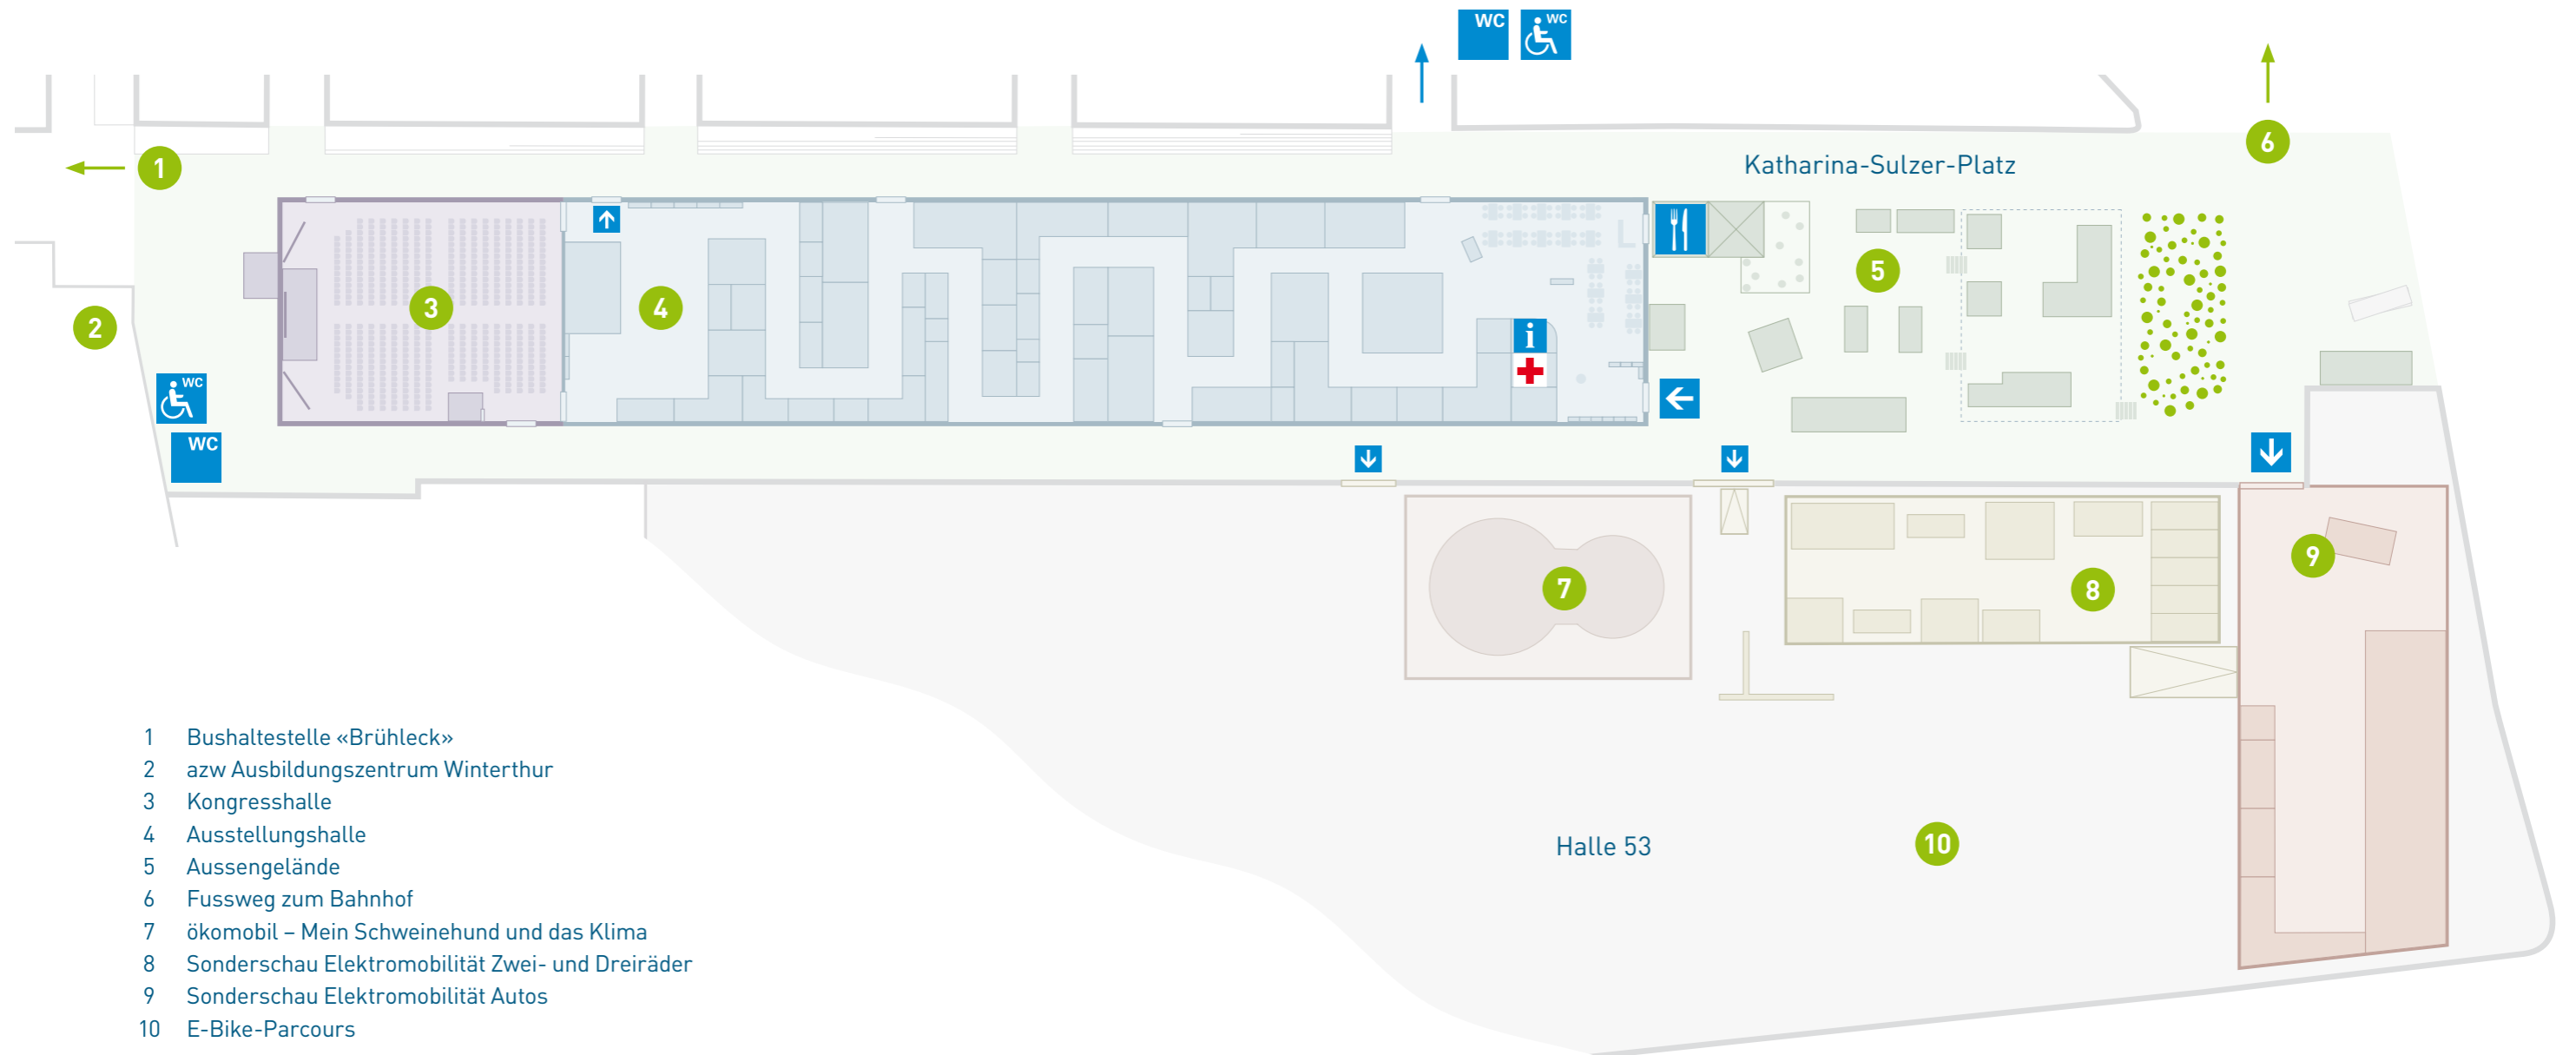 WC
WC
Katharina-Sulzer-Platz
1
6
2
3
4
5
i
WC
WC
7
8
9
Halle 53
10
1 Bushaltestelle «Brühleck»
2 azw Ausbildungszentrum Winterthur
3 Kongresshalle
4 Ausstellungshalle
5 Aussengelände
6 Fussweg zum Bahnhof
7 ökomobil – Mein Schweinehund und das Klima
8 Sonderschau Elektromobilität Zwei- und Dreiräder
9 Sonderschau Elektromobilität Autos
10 E-Bike-Parcours